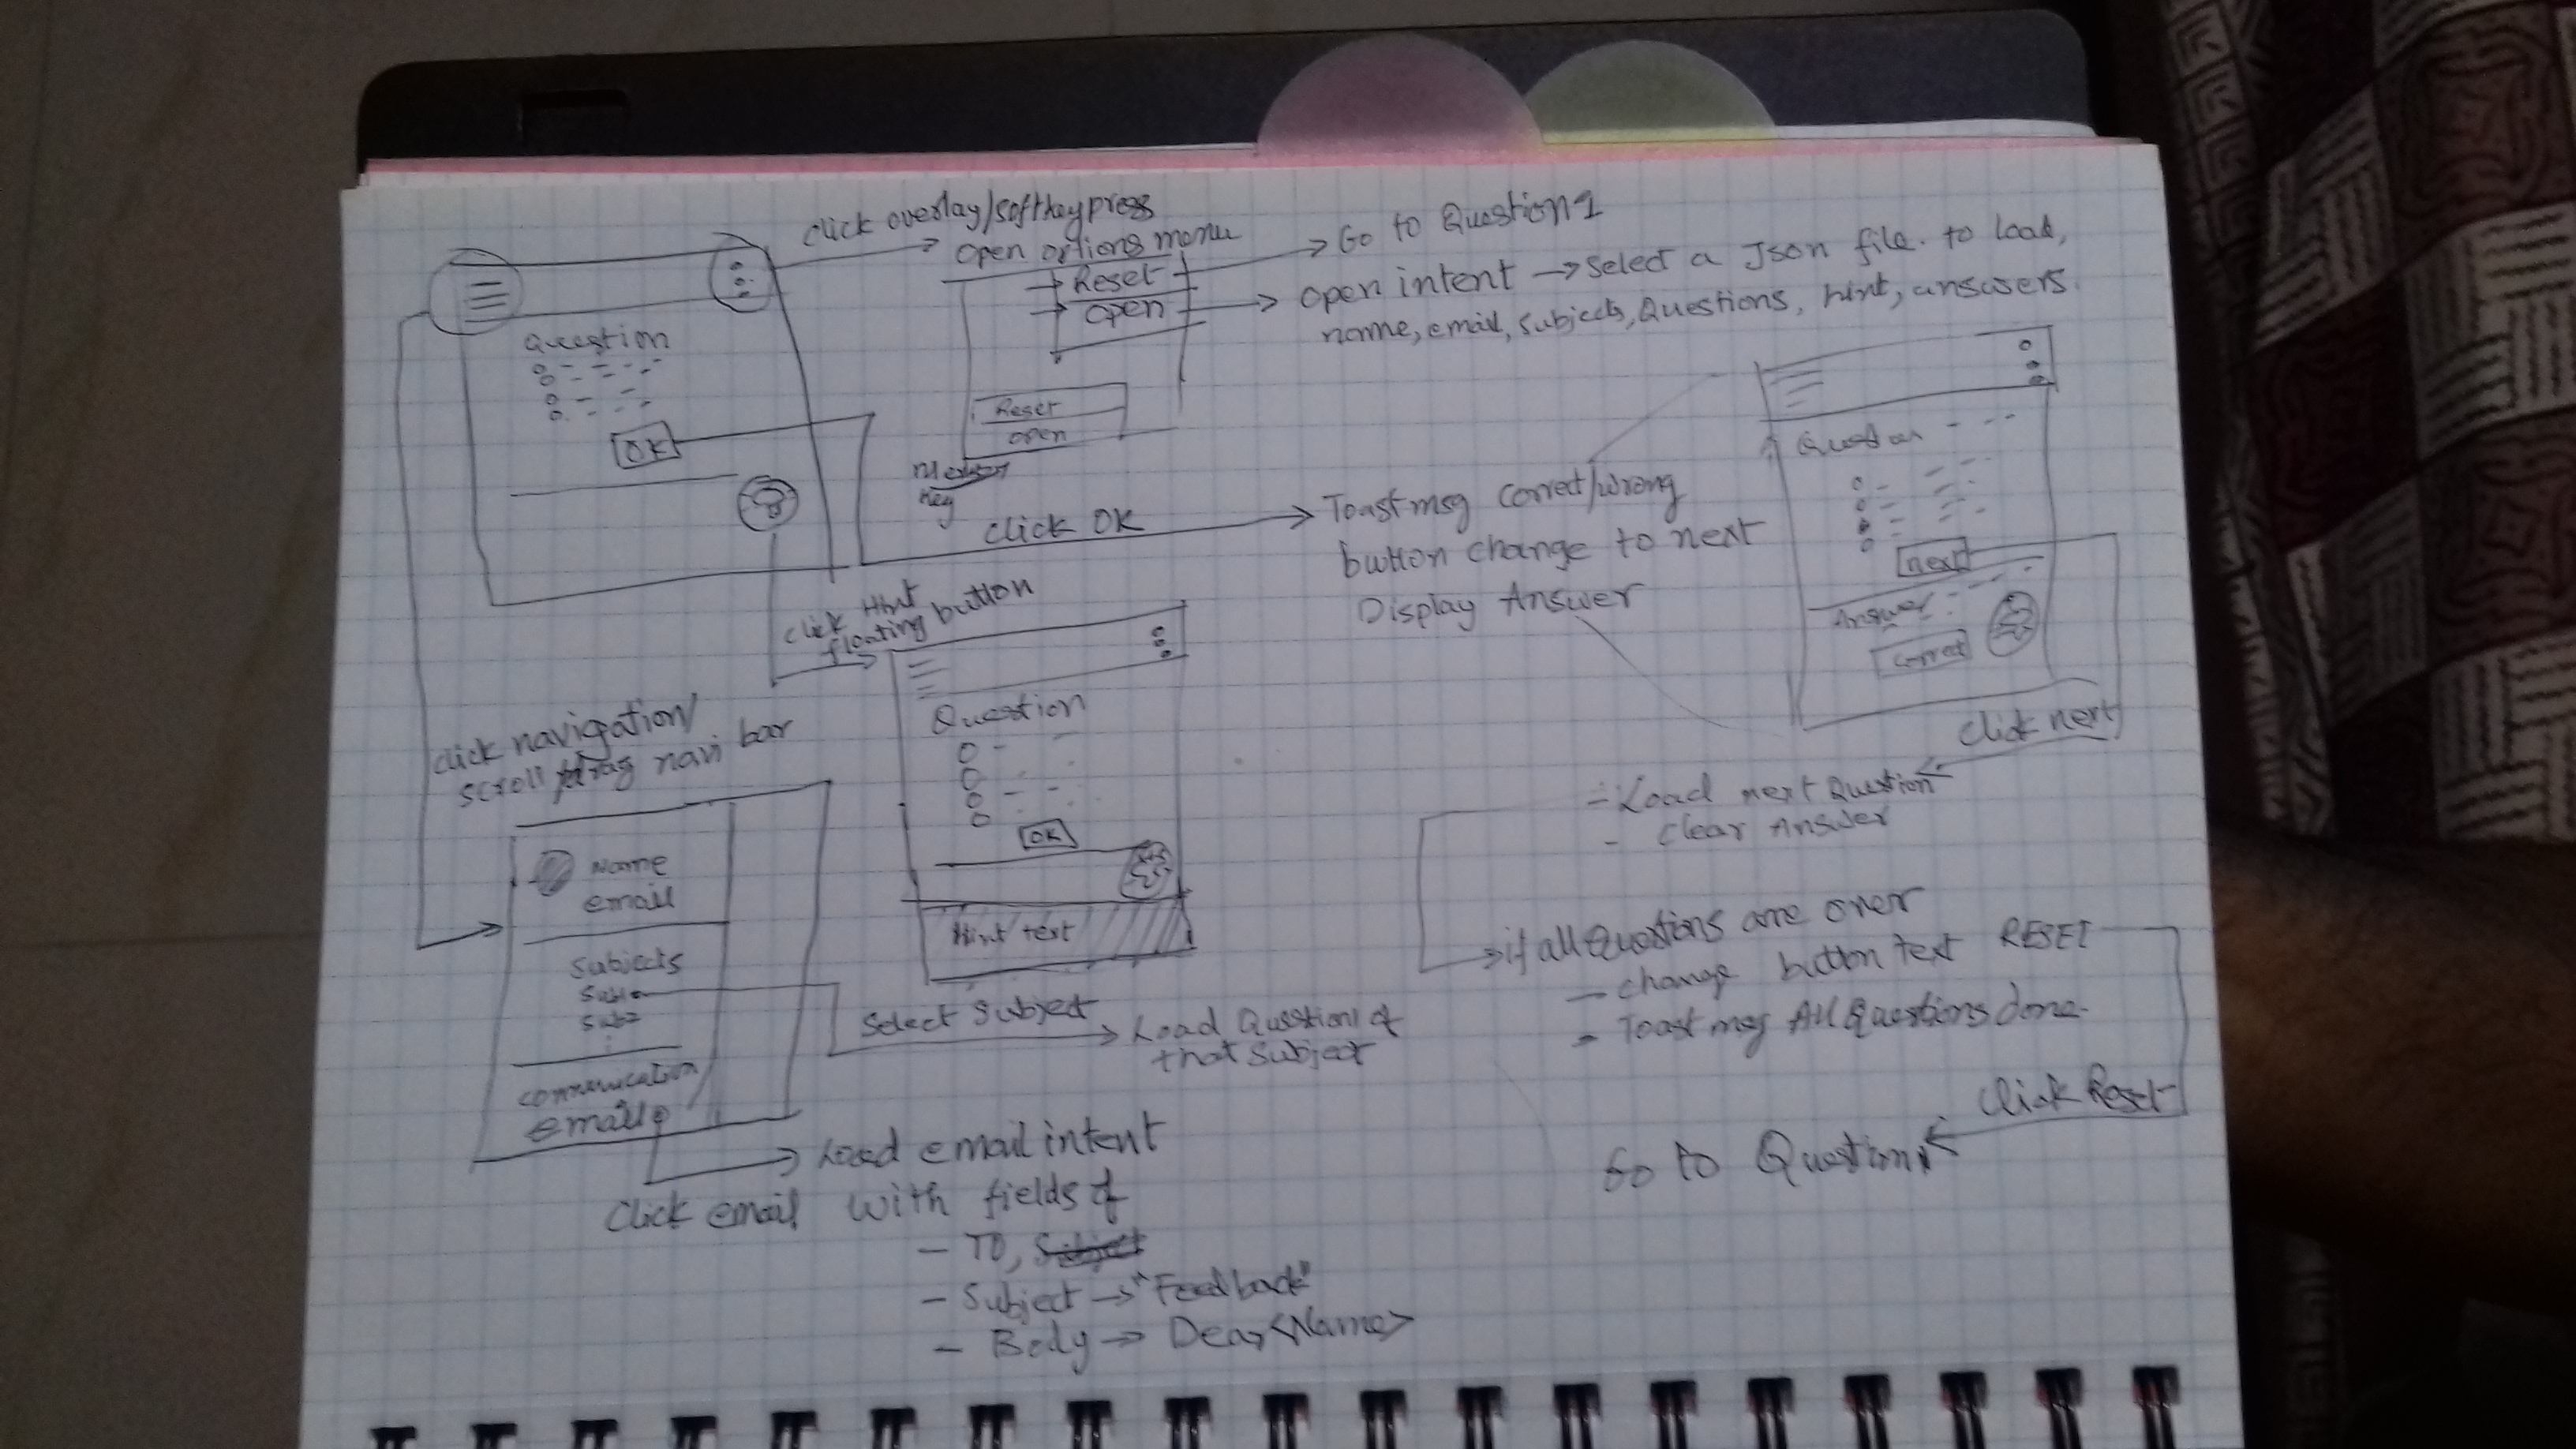 click overlay/softkey press
open options menu
Reset
open
Reset
open
key
Go to Question 1
open intent → select a Json file. to load,
name, email, subjects, Questions, hint, answers.
Question
OK
click OK
Toast msg correct/wrong
button change to next
Display Answer
Question
next
Answer:
correct
click next
- Load next Question
- clear Answer
if all Questions are over
- change button text RESET
- Toast msg All Questions done.
click Reset
Go to Question 1
click Hint
floating button
Question
OK
Hint text
click navigation/
scroll/drag navi bar
Name
email
Subjects
Sub1
Sub2
communication
email
Select Subject
Load Question 1 of
that Subject
Load email intent
click email with fields of
- TO,
- Subject → "Feedback"
- Body → Dear <Name>